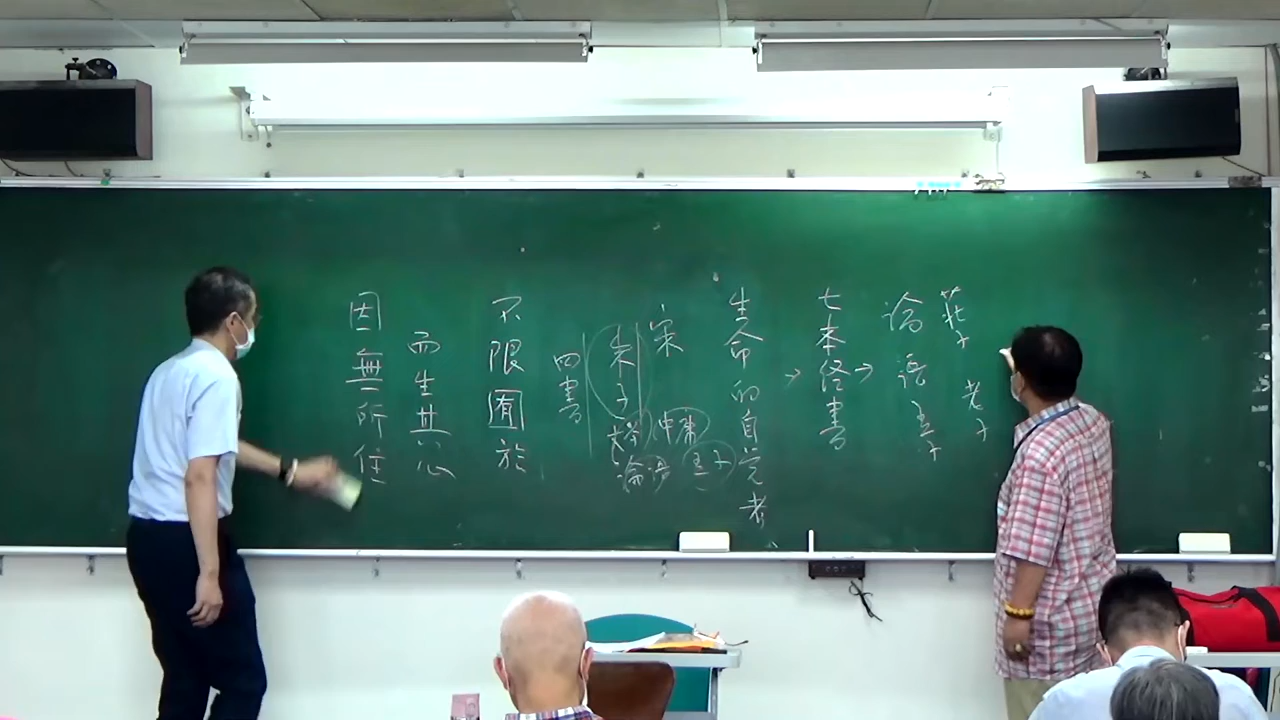 因無所住
而生其心
不限囿於
四書
朱子
大學 中庸
論語 孟子
宋
生命的自覚者
→七本经書
→論語 孟子
莊子
老子